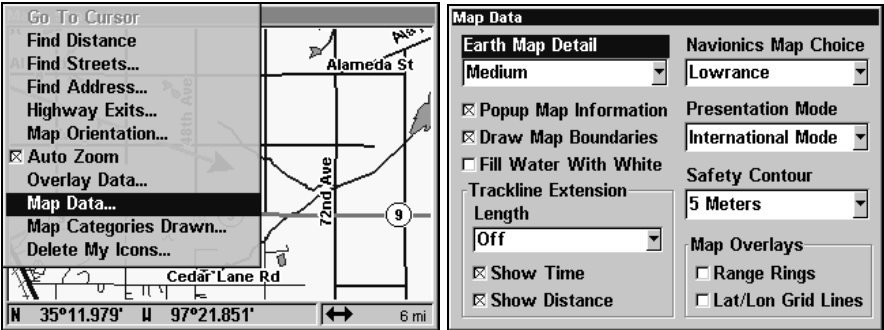 Go To Cursor
Find Distance
Find Streets...
Find Address...
Highway Exits...
Map Orientation...
Auto Zoom
Overlay Data...
Map Data...
Map Categories Drawn...
Delete My Icons...
Alameda St
48th Ave
72nd Ave
9
Cedar Lane Rd
N 35º11.979' W 97º21.851'
6 mi
Map Data
Earth Map Detail
Medium
Popup Map Information
Draw Map Boundaries
Fill Water With White
Trackline Extension
Length
Off
Show Time
Show Distance
Navionics Map Choice
Lowrance
Presentation Mode
International Mode
Safety Contour
5 Meters
Map Overlays
Range Rings
Lat/Lon Grid Lines